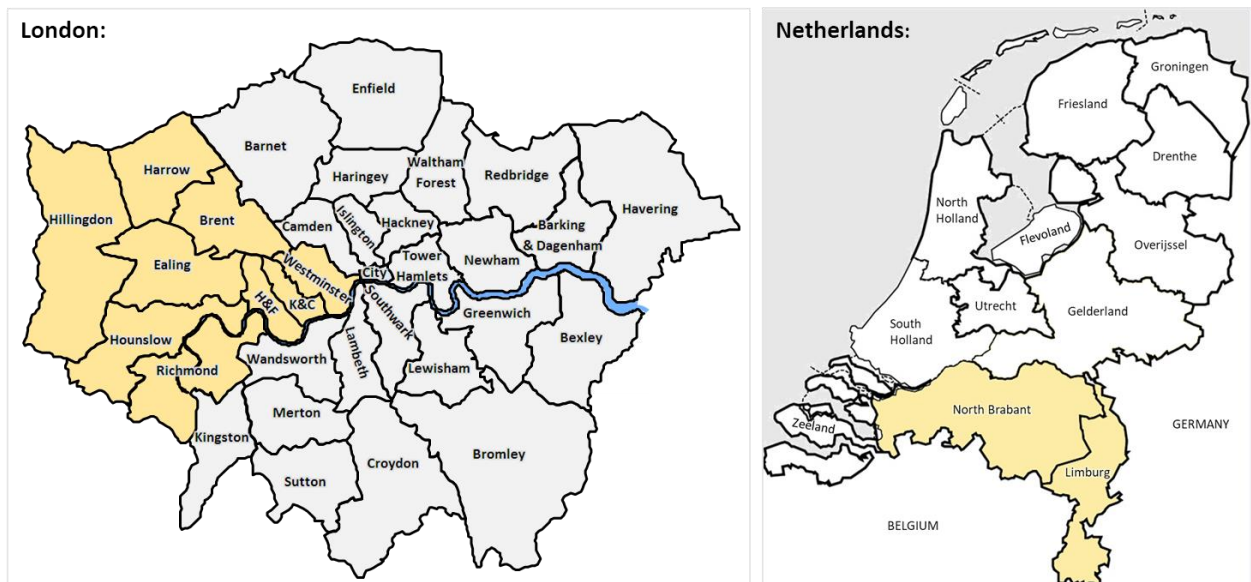 London:
Enfield
Barnet
Harrow
Haringey
Waltham
Forest
Redbridge
Havering
Hillingdon
Brent
Camden
Islington
Hackney
Barking
& Dagenham
Ealing
Westminster
City
Tower
Hamlets
Newham
H&F
K&C
Southwark
Greenwich
Hounslow
Richmond
Wandsworth
Lambeth
Lewisham
Bexley
Merton
Kingston
Sutton
Croydon
Bromley
Netherlands:
Groningen
Friesland
Drenthe
North
Holland
Flevoland
Overijssel
Utrecht
Gelderland
South
Holland
North Brabant
Zeeland
GERMANY
Limburg
BELGIUM